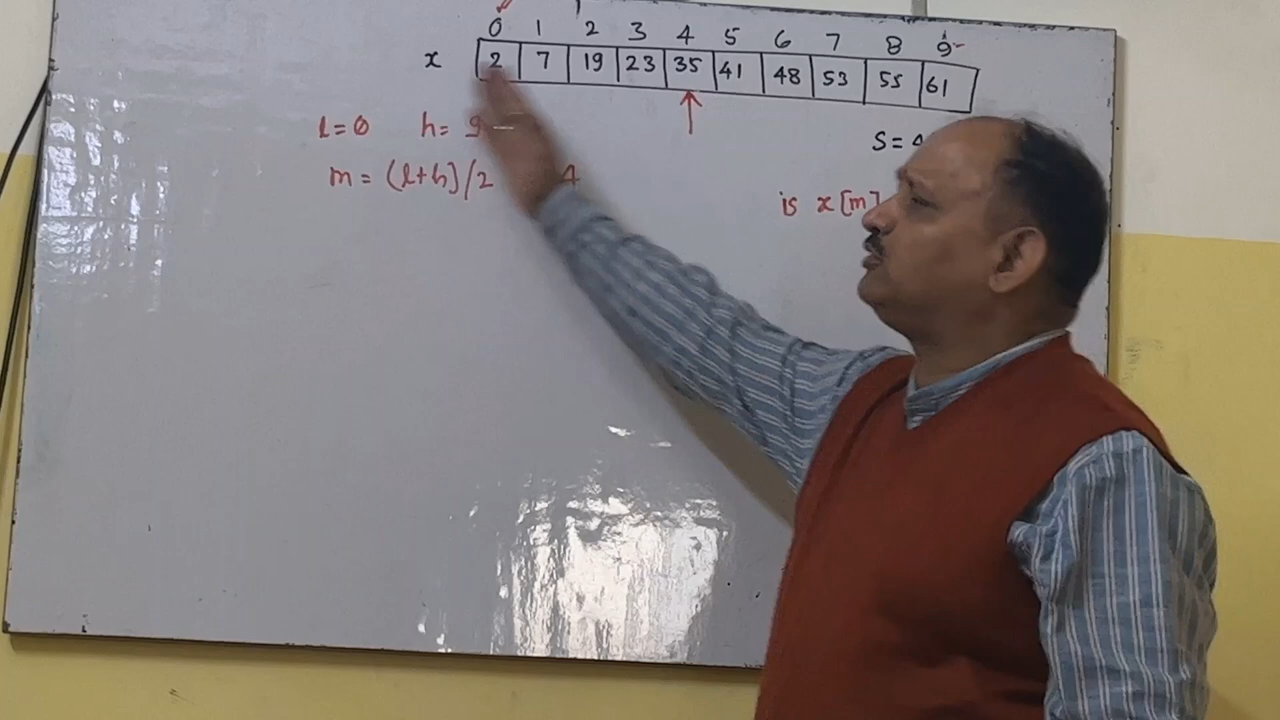 0 1 2 3 4 5 6 7 8 9
x 2 7 19 23 35 41 48 53 55 61
l=0 h= 9
S=
m = (l+h)/2 4
is x[m]